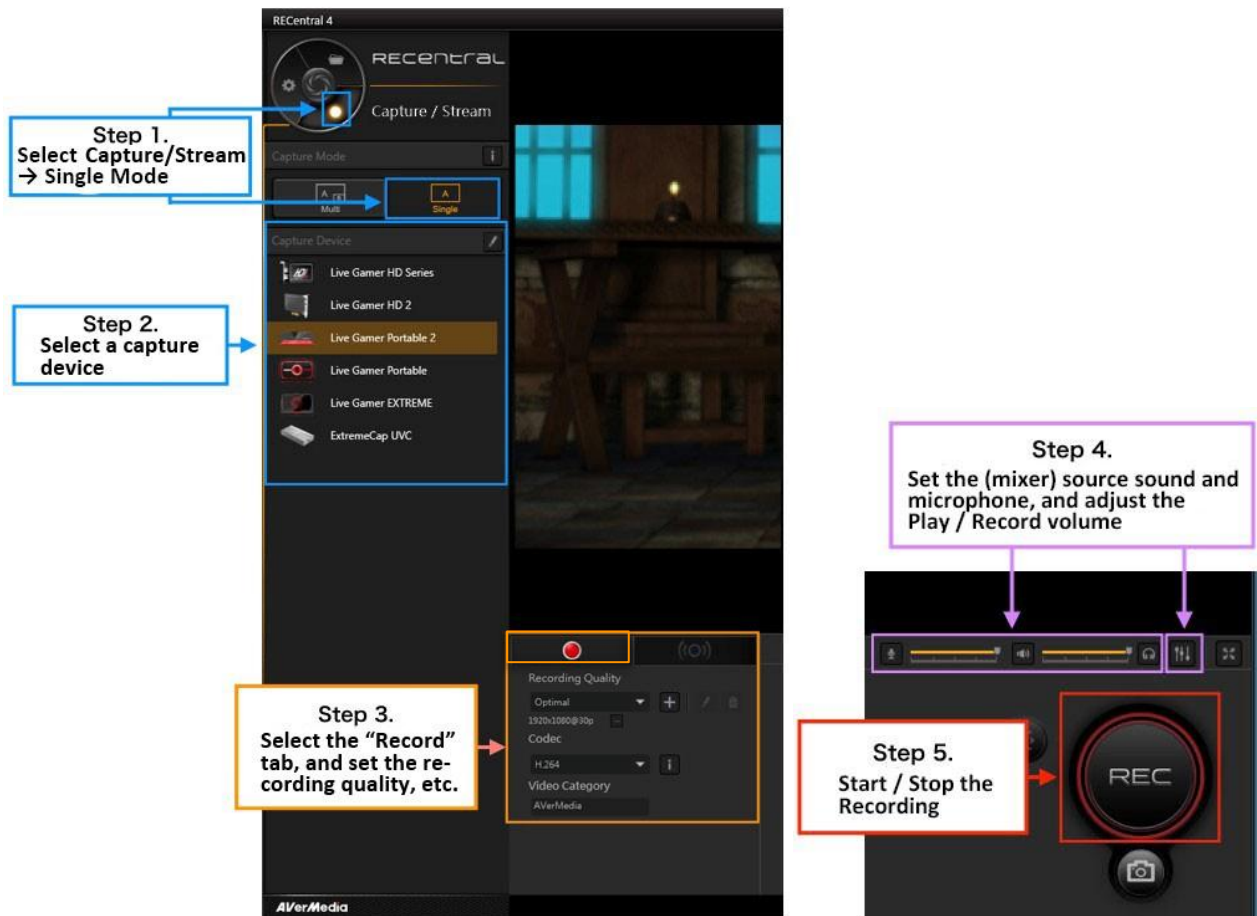 RECentral 4
RECentral
Capture / Stream
Step 1.
Select Capture/Stream
→ Single Mode
Capture Mode
i
A
A
Multi
Single
Capture Device
Live Gamer HD Series
Live Gamer HD 2
Step 2.
Select a capture
device
Live Gamer Portable 2
Live Gamer Portable
Live Gamer EXTREME
ExtremeCap UVC
Step 3.
Select the “Record”
tab, and set the re-
cording quality, etc.
Recording Quality
Optimal
1920x1080@30p
Codec
H.264
i
Video Category
AVerMedia
AVerMedia
Step 4.
Set the (mixer) source sound and
microphone, and adjust the
Play / Record volume
Step 5.
Start / Stop the
Recording
REC